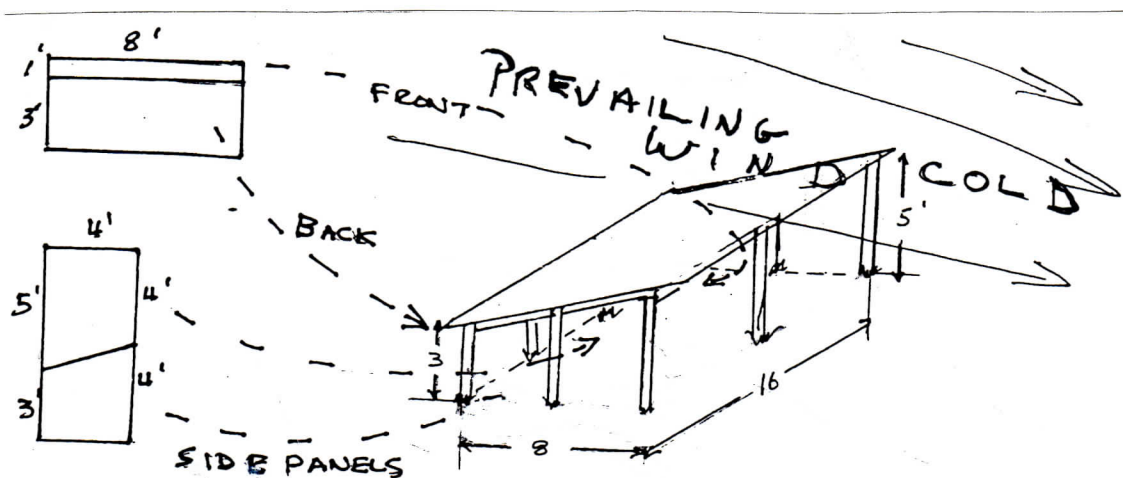 8'
1'
3'
FRONT
PREVAILING
WIND
COLD
5'
BACK
4'
5'
4'
4'
3'
3
16
8
SIDE PANELS